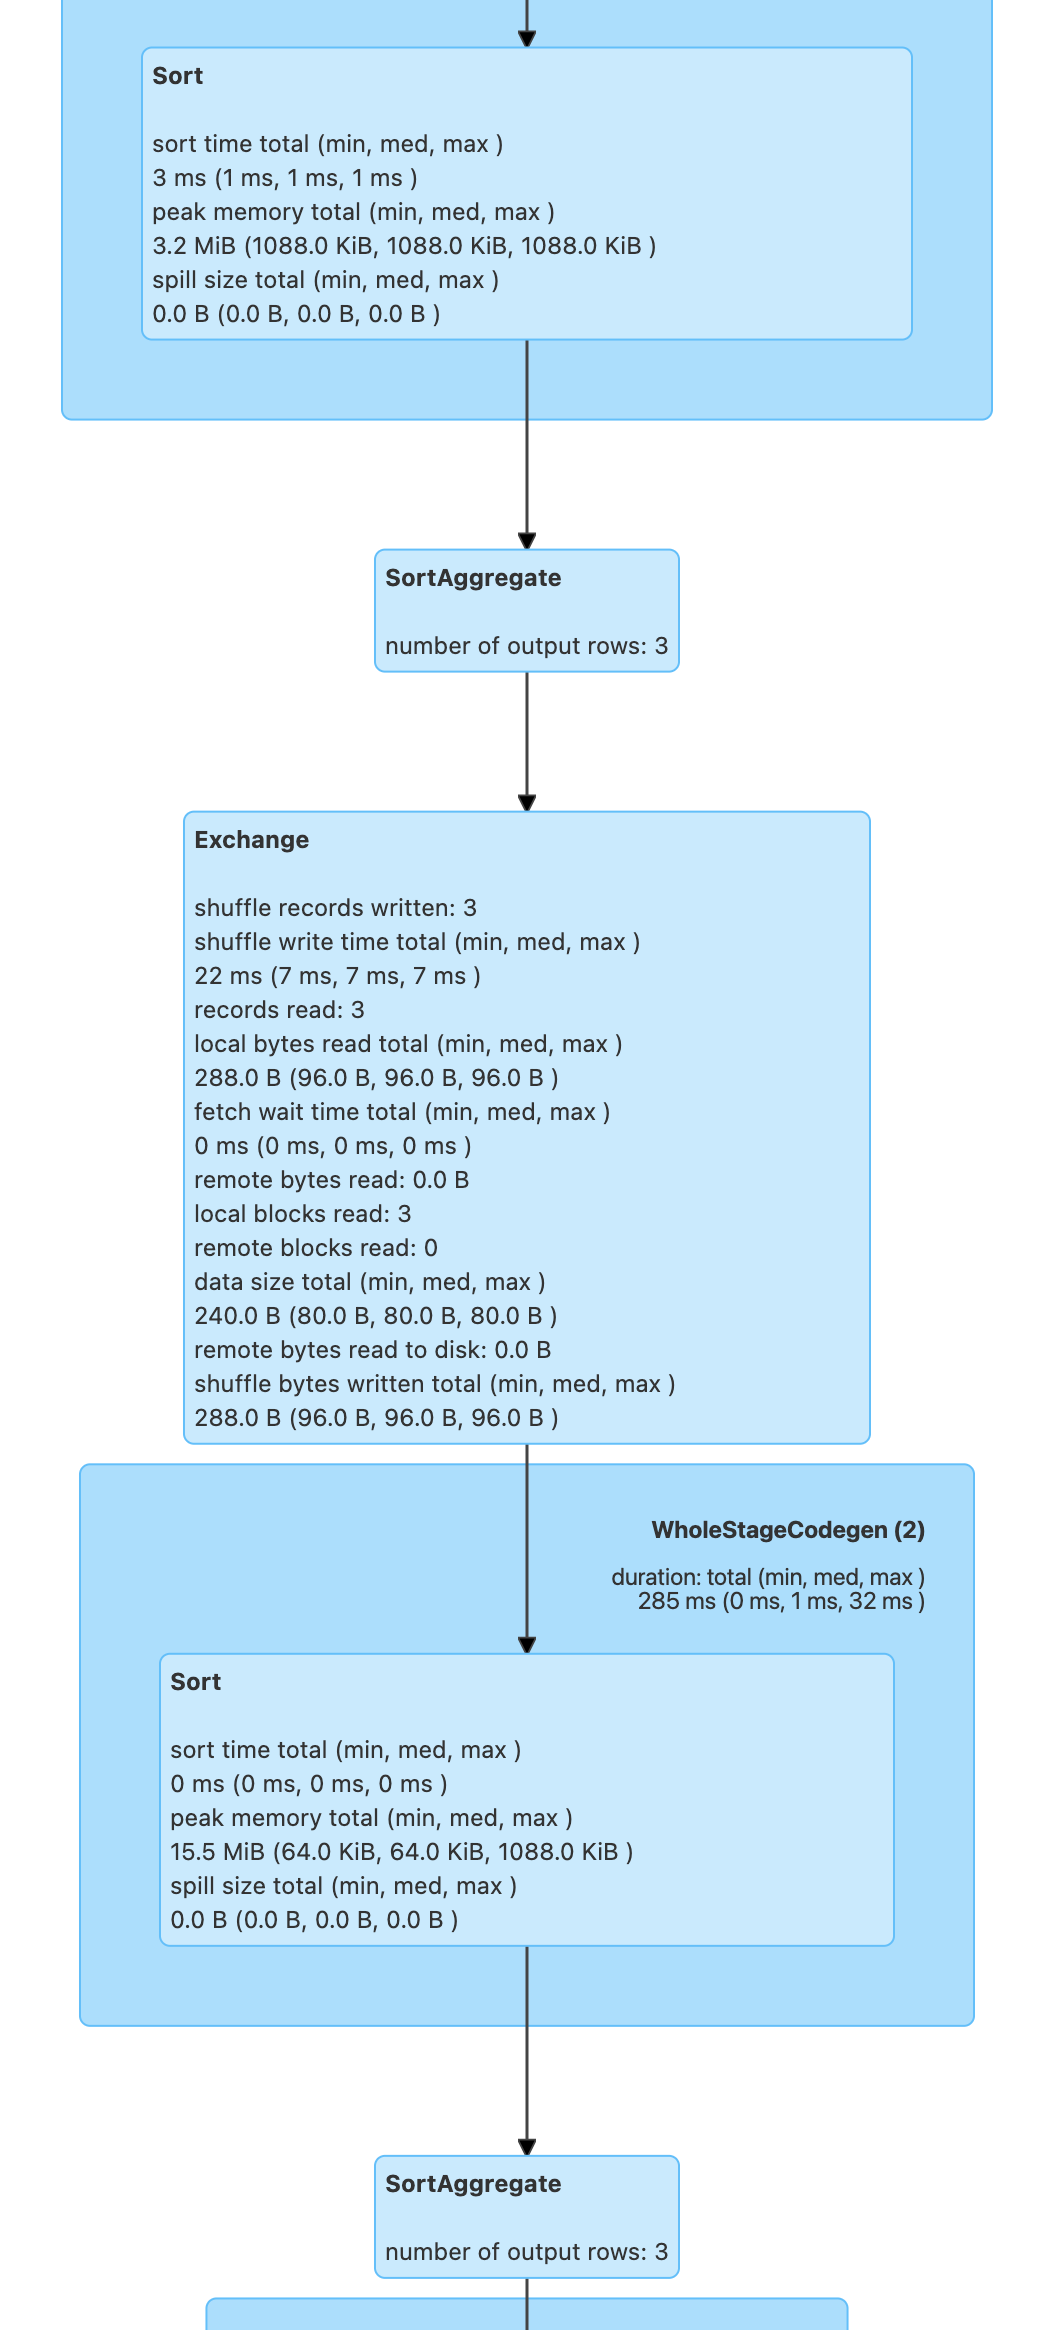 Sort
sort time total (min, med, max )
3 ms (1 ms, 1 ms, 1 ms )
peak memory total (min, med, max )
3.2 MiB (1088.0 KiB, 1088.0 KiB, 1088.0 KiB )
spill size total (min, med, max )
0.0 B (0.0 B, 0.0 B, 0.0 B )
SortAggregate
number of output rows: 3
Exchange
shuffle records written: 3
shuffle write time total (min, med, max )
22 ms (7 ms, 7 ms, 7 ms )
records read: 3
local bytes read total (min, med, max )
288.0 B (96.0 B, 96.0 B, 96.0 B )
fetch wait time total (min, med, max )
0 ms (0 ms, 0 ms, 0 ms )
remote bytes read: 0.0 B
local blocks read: 3
remote blocks read: 0
data size total (min, med, max )
240.0 B (80.0 B, 80.0 B, 80.0 B )
remote bytes read to disk: 0.0 B
shuffle bytes written total (min, med, max )
288.0 B (96.0 B, 96.0 B, 96.0 B )
WholeStageCodegen (2)
duration: total (min, med, max )
285 ms (0 ms, 1 ms, 32 ms )
Sort
sort time total (min, med, max )
0 ms (0 ms, 0 ms, 0 ms )
peak memory total (min, med, max )
15.5 MiB (64.0 KiB, 64.0 KiB, 1088.0 KiB )
spill size total (min, med, max )
0.0 B (0.0 B, 0.0 B, 0.0 B )
SortAggregate
number of output rows: 3